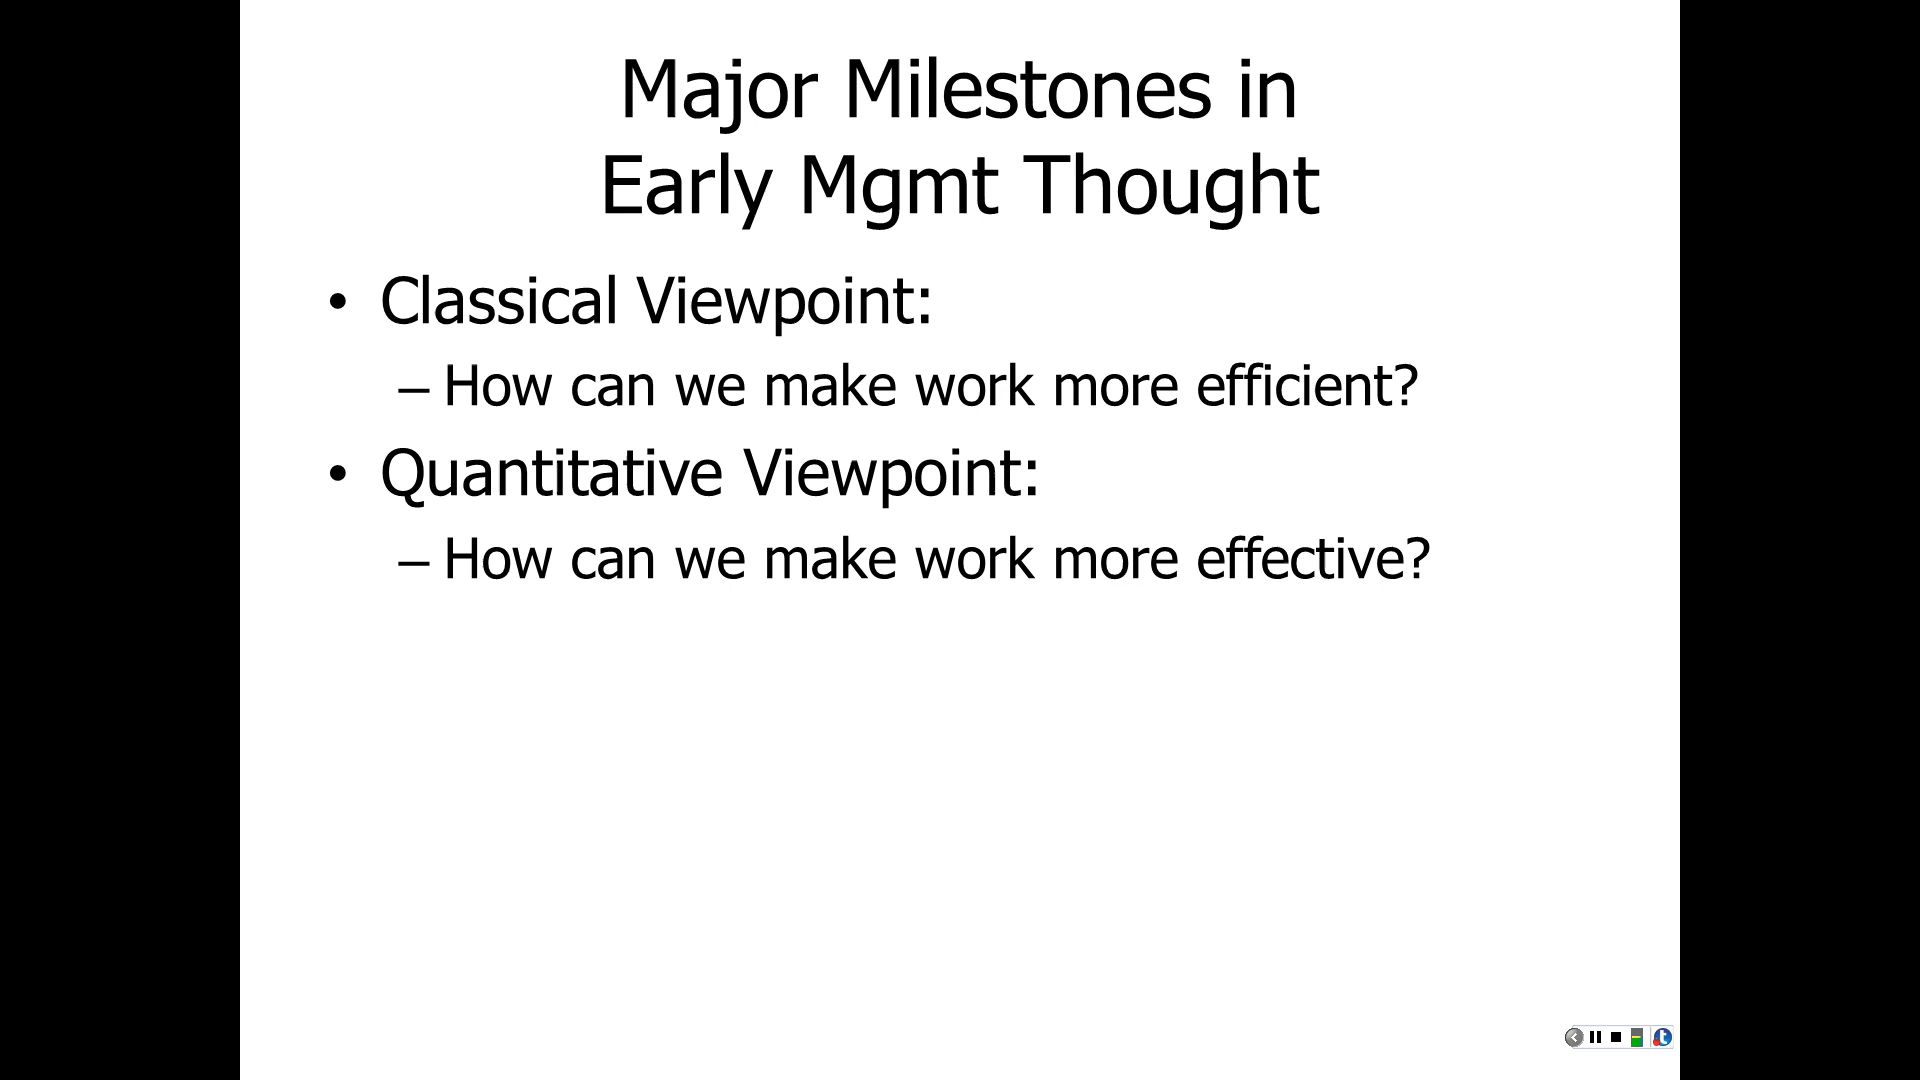 Major Milestones in
Early Mgmt Thought
• Classical Viewpoint:
– How can we make work more efficient?
• Quantitative Viewpoint:
– How can we make work more effective?
t